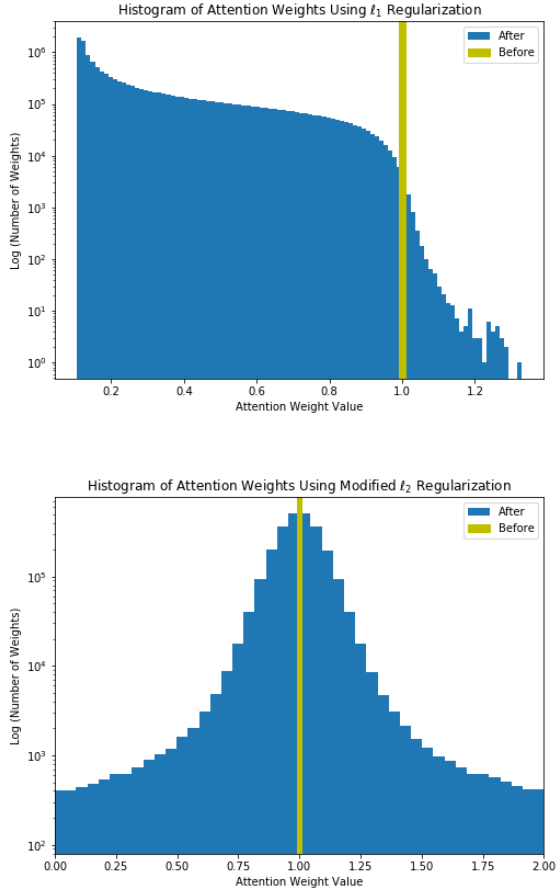 Histogram of Attention Weights Using ℓ₁ Regularization
After
Before
10⁶
10⁵
10⁴
10³
10²
10¹
10⁰
Log (Number of Weights)
0.2 0.4 0.6 0.8 1.0 1.2
Attention Weight Value
Histogram of Attention Weights Using Modified ℓ₂ Regularization
After
Before
10⁵
10⁴
10³
10²
Log (Number of Weights)
0.00 0.25 0.50 0.75 1.00 1.25 1.50 1.75 2.00
Attention Weight Value